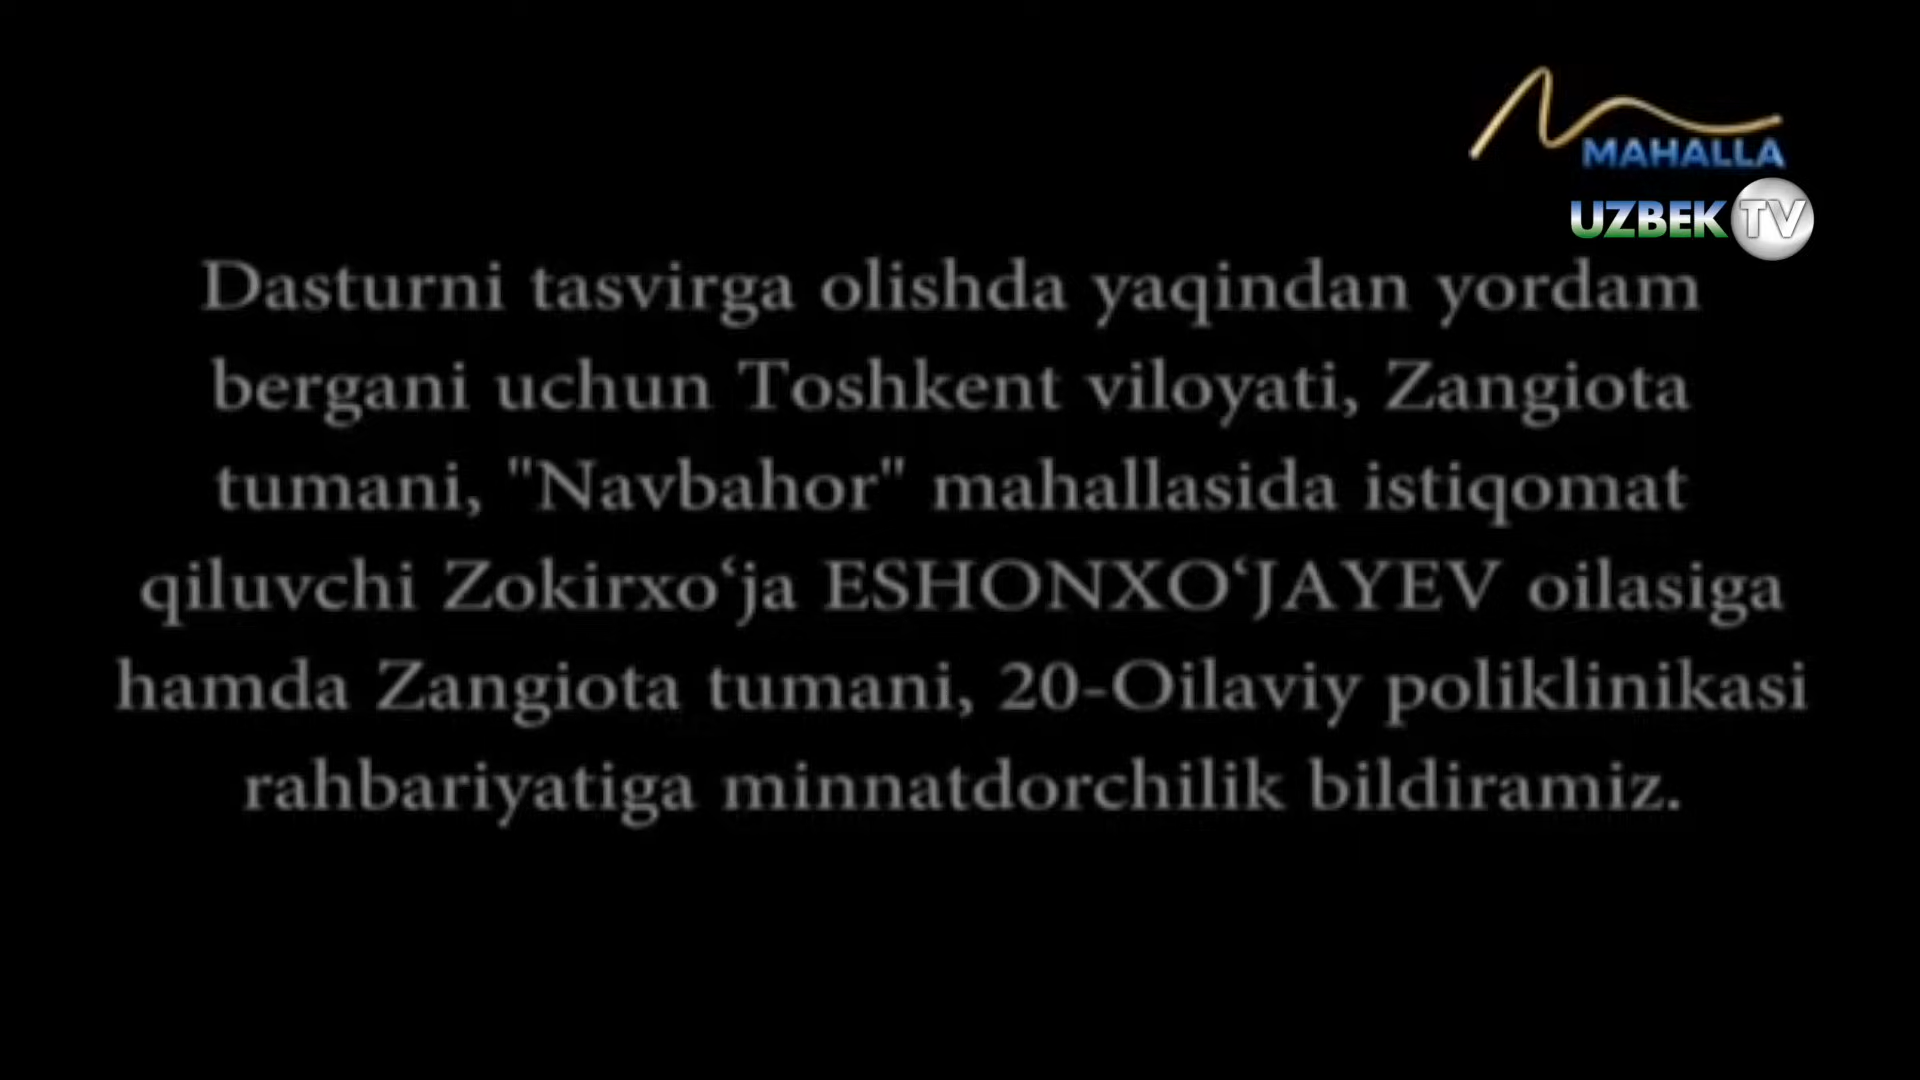 MAHALLA
UZBEK TV
Dasturni tasvirga olishda yaqindan yordam
bergani uchun Toshkent viloyati, Zangiota
tumani, "Navbahor" mahallasida istiqomat
qiluvchi Zokirxo‘ja ESHONXO‘JAYEV oilasiga
hamda Zangiota tumani, 20-Oilaviy poliklinikasi
rahbariyatiga minnatdorchilik bildiramiz.